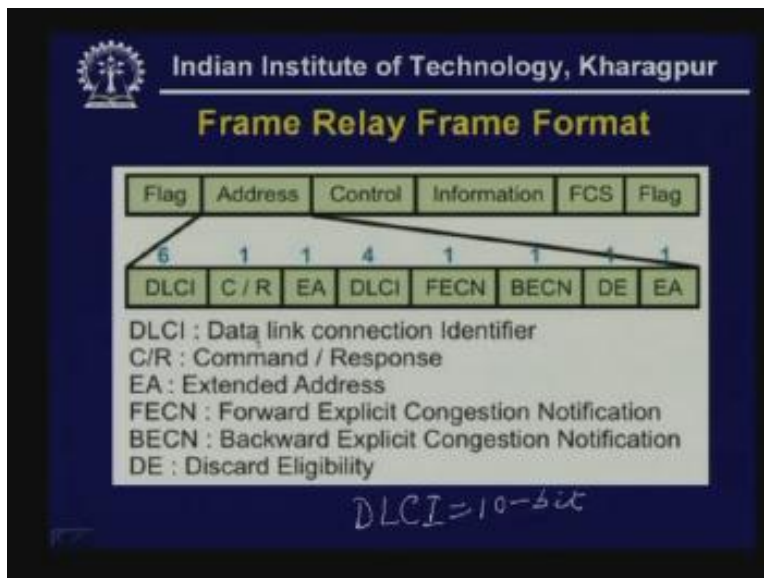 Indian Institute of Technology, Kharagpur
Frame Relay Frame Format
Flag Address Control Information FCS Flag
6 1 1 4 1 1 1 1
DLCI C / R EA DLCI FECN BECN DE EA
DLCI : Data link connection Identifier
C/R : Command / Response
EA : Extended Address
FECN : Forward Explicit Congestion Notification
BECN : Backward Explicit Congestion Notification
DE : Discard Eligibility
DLCI=10-bit